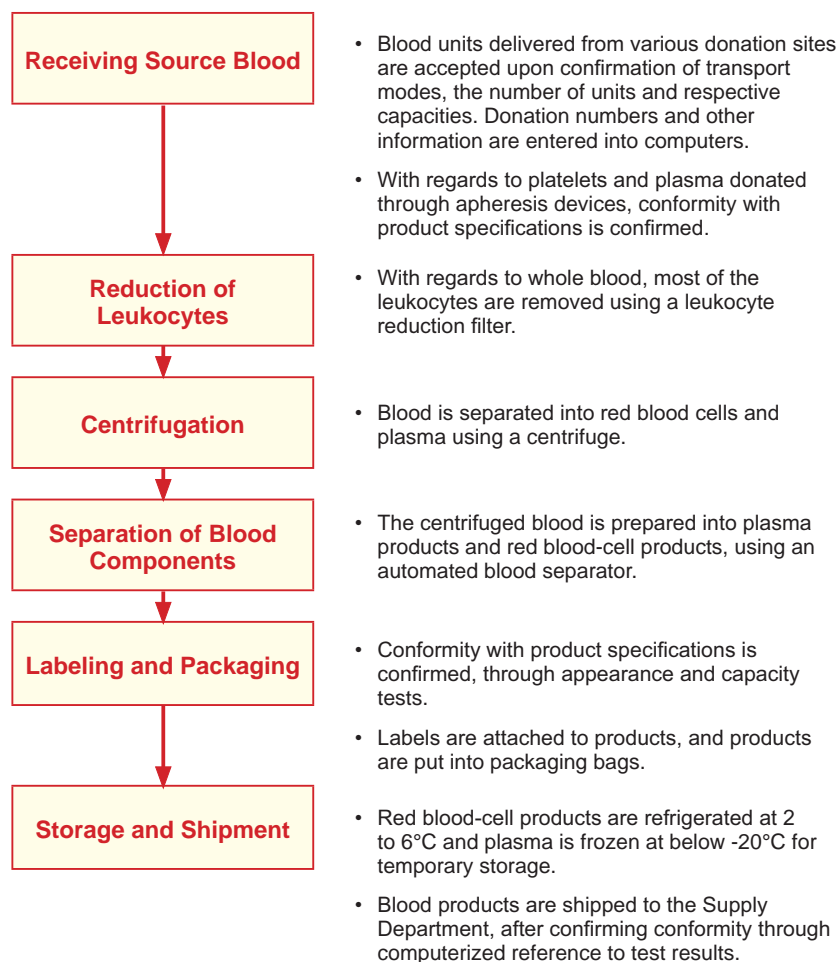 Receiving Source Blood
• Blood units delivered from various donation sites
are accepted upon confirmation of transport
modes, the number of units and respective
capacities. Donation numbers and other
information are entered into computers.
• With regards to platelets and plasma donated
through apheresis devices, conformity with
product specifications is confirmed.
Reduction of
Leukocytes
• With regards to whole blood, most of the
leukocytes are removed using a leukocyte
reduction filter.
Centrifugation
• Blood is separated into red blood cells and
plasma using a centrifuge.
Separation of Blood
Components
• The centrifuged blood is prepared into plasma
products and red blood-cell products, using an
automated blood separator.
Labeling and Packaging
• Conformity with product specifications is
confirmed, through appearance and capacity
tests.
• Labels are attached to products, and products
are put into packaging bags.
Storage and Shipment
• Red blood-cell products are refrigerated at 2
to 6°C and plasma is frozen at below -20°C for
temporary storage.
• Blood products are shipped to the Supply
Department, after confirming conformity through
computerized reference to test results.